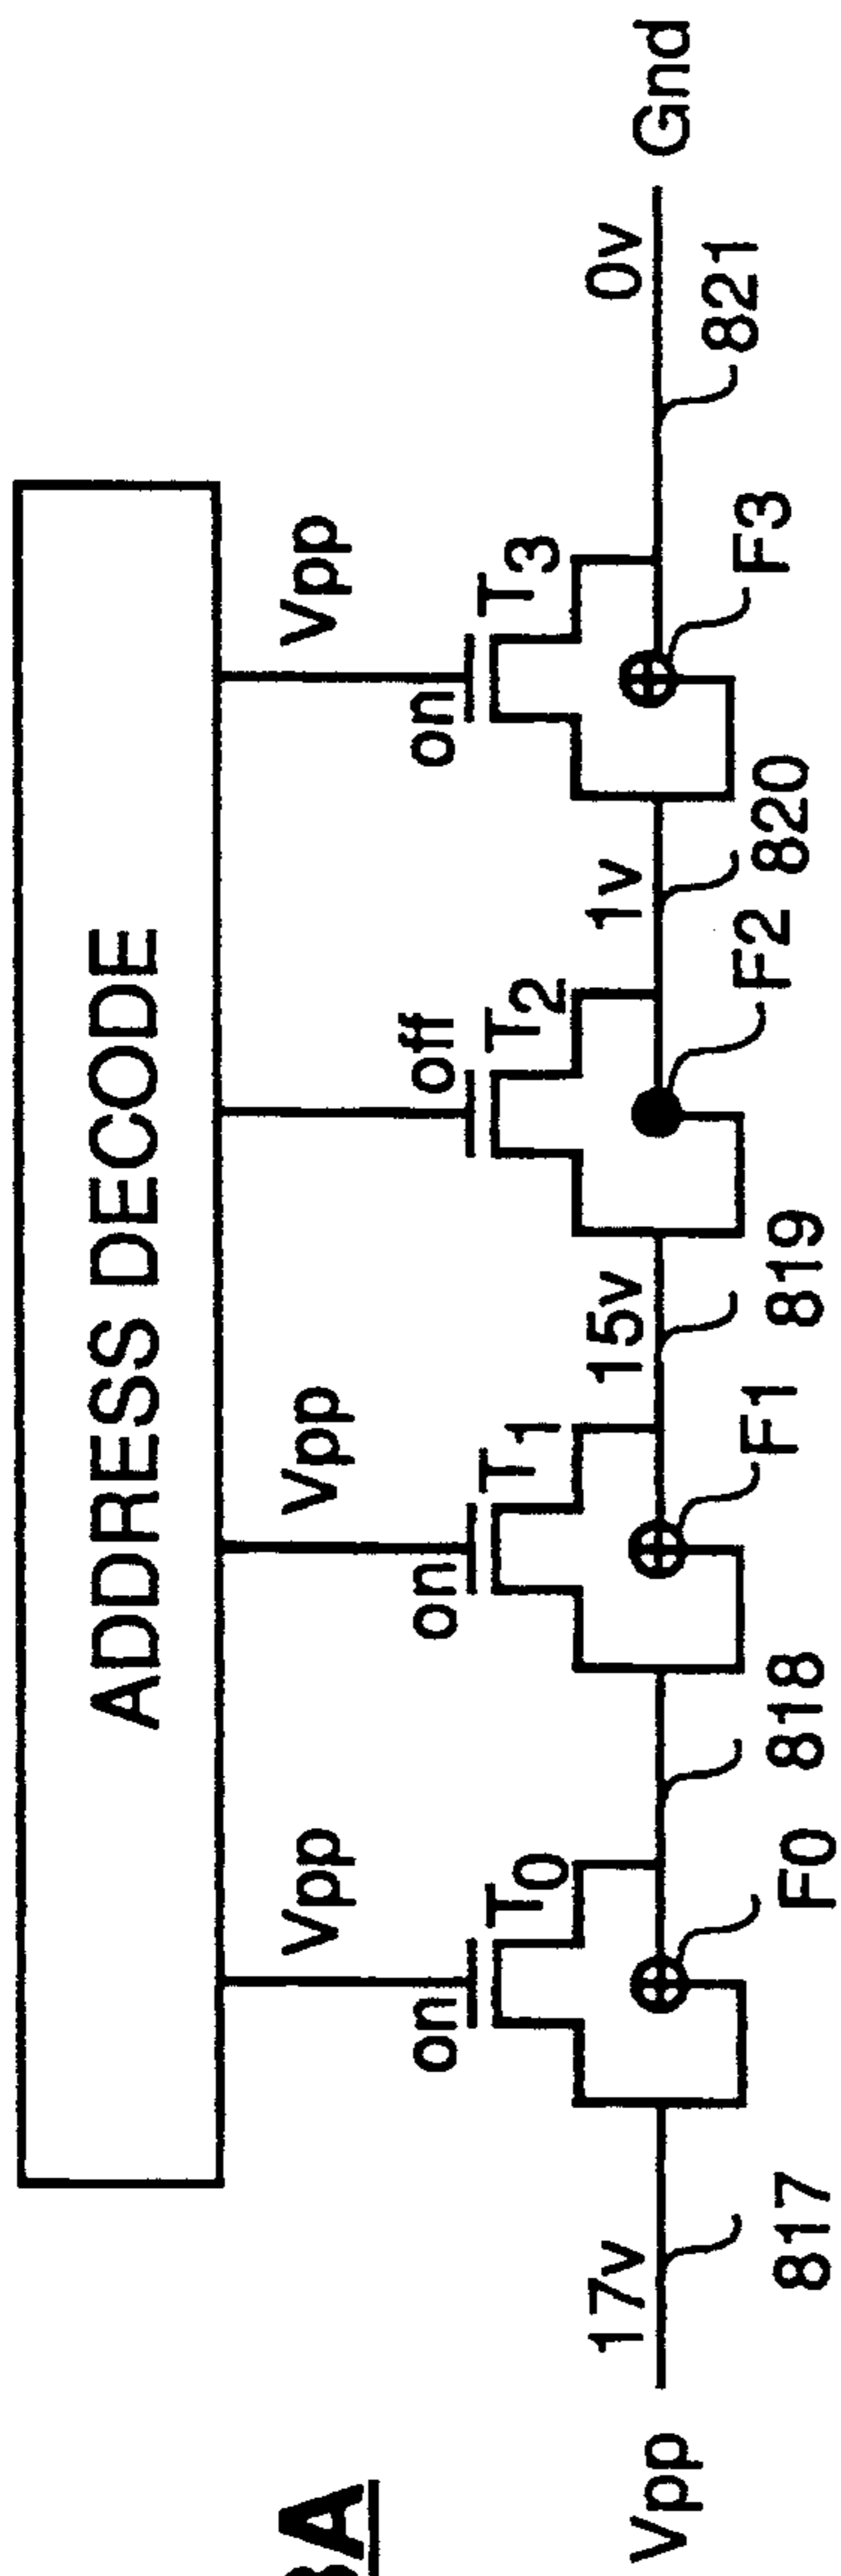 ADDRESS DECODE
Vpp
Vpp
Vpp
on
T0
on
T1
off
T2
on
T3
Vpp
17v
15v
1v
0v
Gnd
817
F0
818
F1
819
F2
820
F3
821